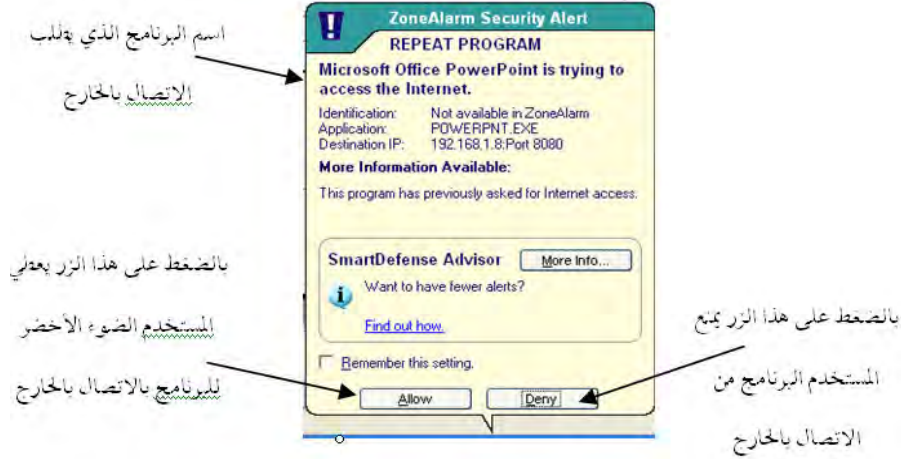 اسم البرنامج الذي يطلب
الاتصال بالخارج
ZoneAlarm Security Alert
REPEAT PROGRAM
Microsoft Office PowerPoint is trying to
access the Internet.
Identification: Not available in ZoneAlarm
Application: POWERPNT.EXE
Destination IP: 192.168.1.8:Port 8080
More Information Available:
This program has previously asked for Internet access.
SmartDefense Advisor More Info...
Want to have fewer alerts?
Find out how.
Remember this setting.
Allow Deny
بالضغط على هذا الزر يعطي
المستخدم الضوء الأخضر
للبرنامج بالاتصال بالخارج
بالضغط على هذا الزر يمنع
المستخدم البرنامج من
الاتصال بالخارج